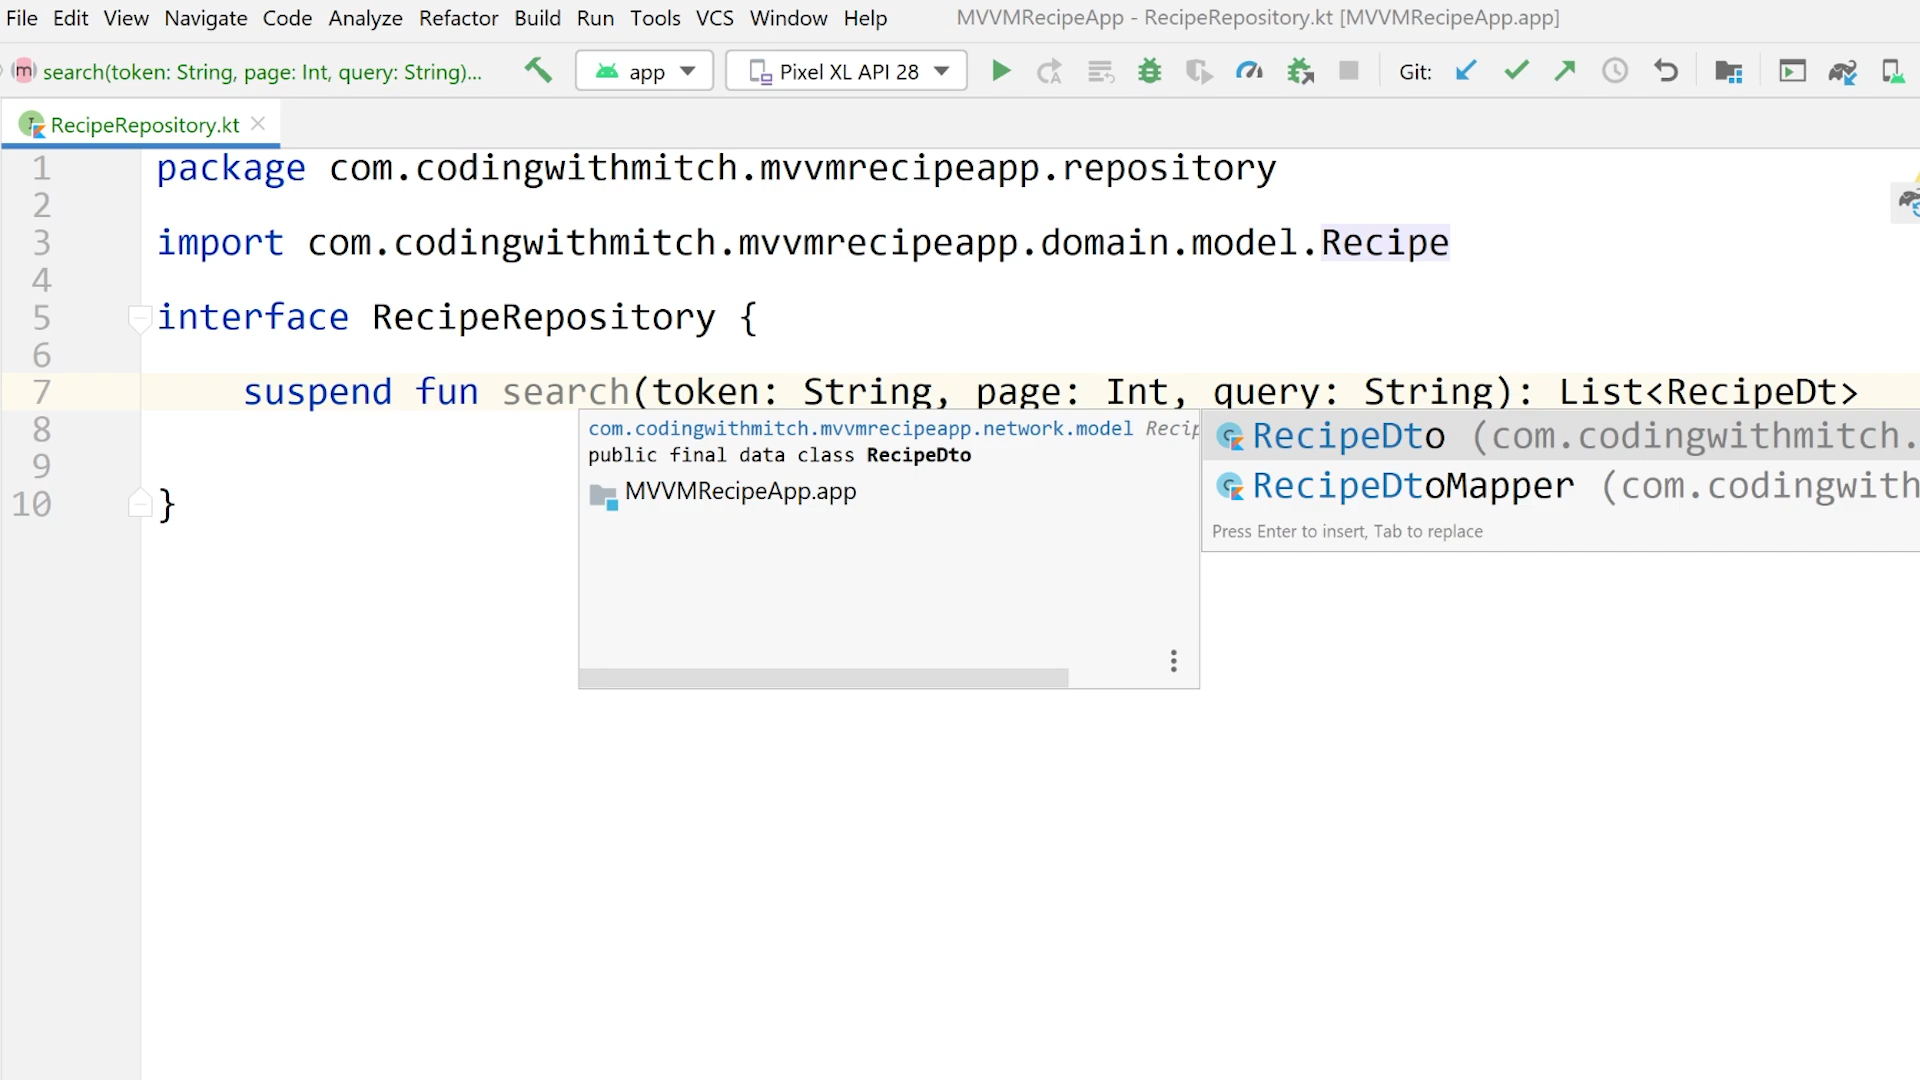 File Edit View Navigate Code Analyze Refactor Build Run Tools VCS Window Help MVVMRecipeApp - RecipeRepository.kt [MVVMRecipeApp.app]
m search(token: String, page: Int, query: String)... app Pixel XL API 28 Git:
RecipeRepository.kt
1 package com.codingwithmitch.mvvmrecipeapp.repository
2
3 import com.codingwithmitch.mvvmrecipeapp.domain.model.Recipe
4
5 interface RecipeRepository {
6
7 suspend fun search(token: String, page: Int, query: String): List<RecipeDt>
8
9
10 }
com.codingwithmitch.mvvmrecipeapp.network.model Recip
public final data class RecipeDto
MVVMRecipeApp.app
RecipeDto (com.codingwithmitch.
RecipeDtoMapper (com.codingwith
Press Enter to insert, Tab to replace